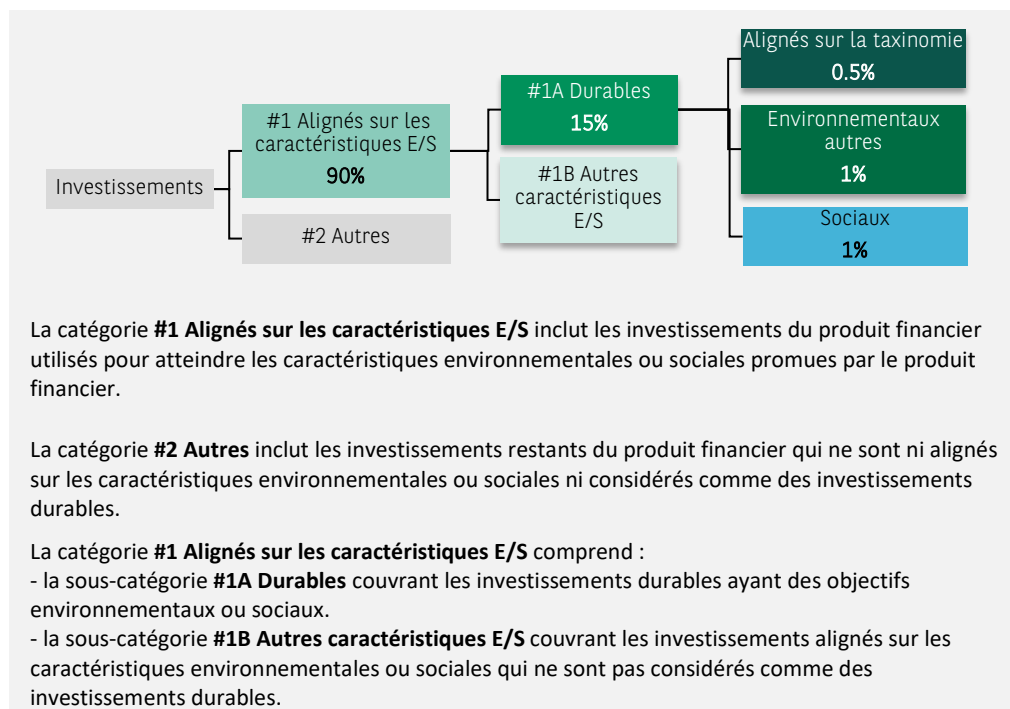 Alignés sur la taxinomie
0.5%
#1A Durables
15%
#1 Alignés sur les
caractéristiques E/S
90%
Environnementaux
autres
1%
Investissements
#1B Autres
caractéristiques
E/S
#2 Autres
Sociaux
1%
La catégorie #1 Alignés sur les caractéristiques E/S inclut les investissements du produit financier
utilisés pour atteindre les caractéristiques environnementales ou sociales promues par le produit
financier.
La catégorie #2 Autres inclut les investissements restants du produit financier qui ne sont ni alignés
sur les caractéristiques environnementales ou sociales ni considérés comme des investissements
durables.
La catégorie #1 Alignés sur les caractéristiques E/S comprend :
- la sous-catégorie #1A Durables couvrant les investissements durables ayant des objectifs
environnementaux ou sociaux.
- la sous-catégorie #1B Autres caractéristiques E/S couvrant les investissements alignés sur les
caractéristiques environnementales ou sociales qui ne sont pas considérés comme des
investissements durables.